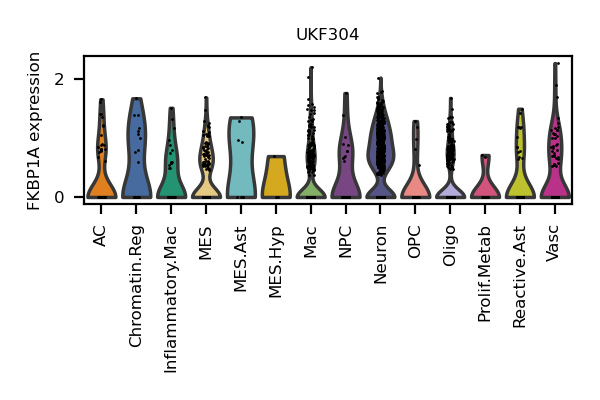 UKF304
FKBP1A expression
2
0
AC
Chromatin.Reg
Inflammatory.Mac
MES
MES.Ast
MES.Hyp
Mac
NPC
Neuron
OPC
Oligo
Prolif.Metab
Reactive.Ast
Vasc